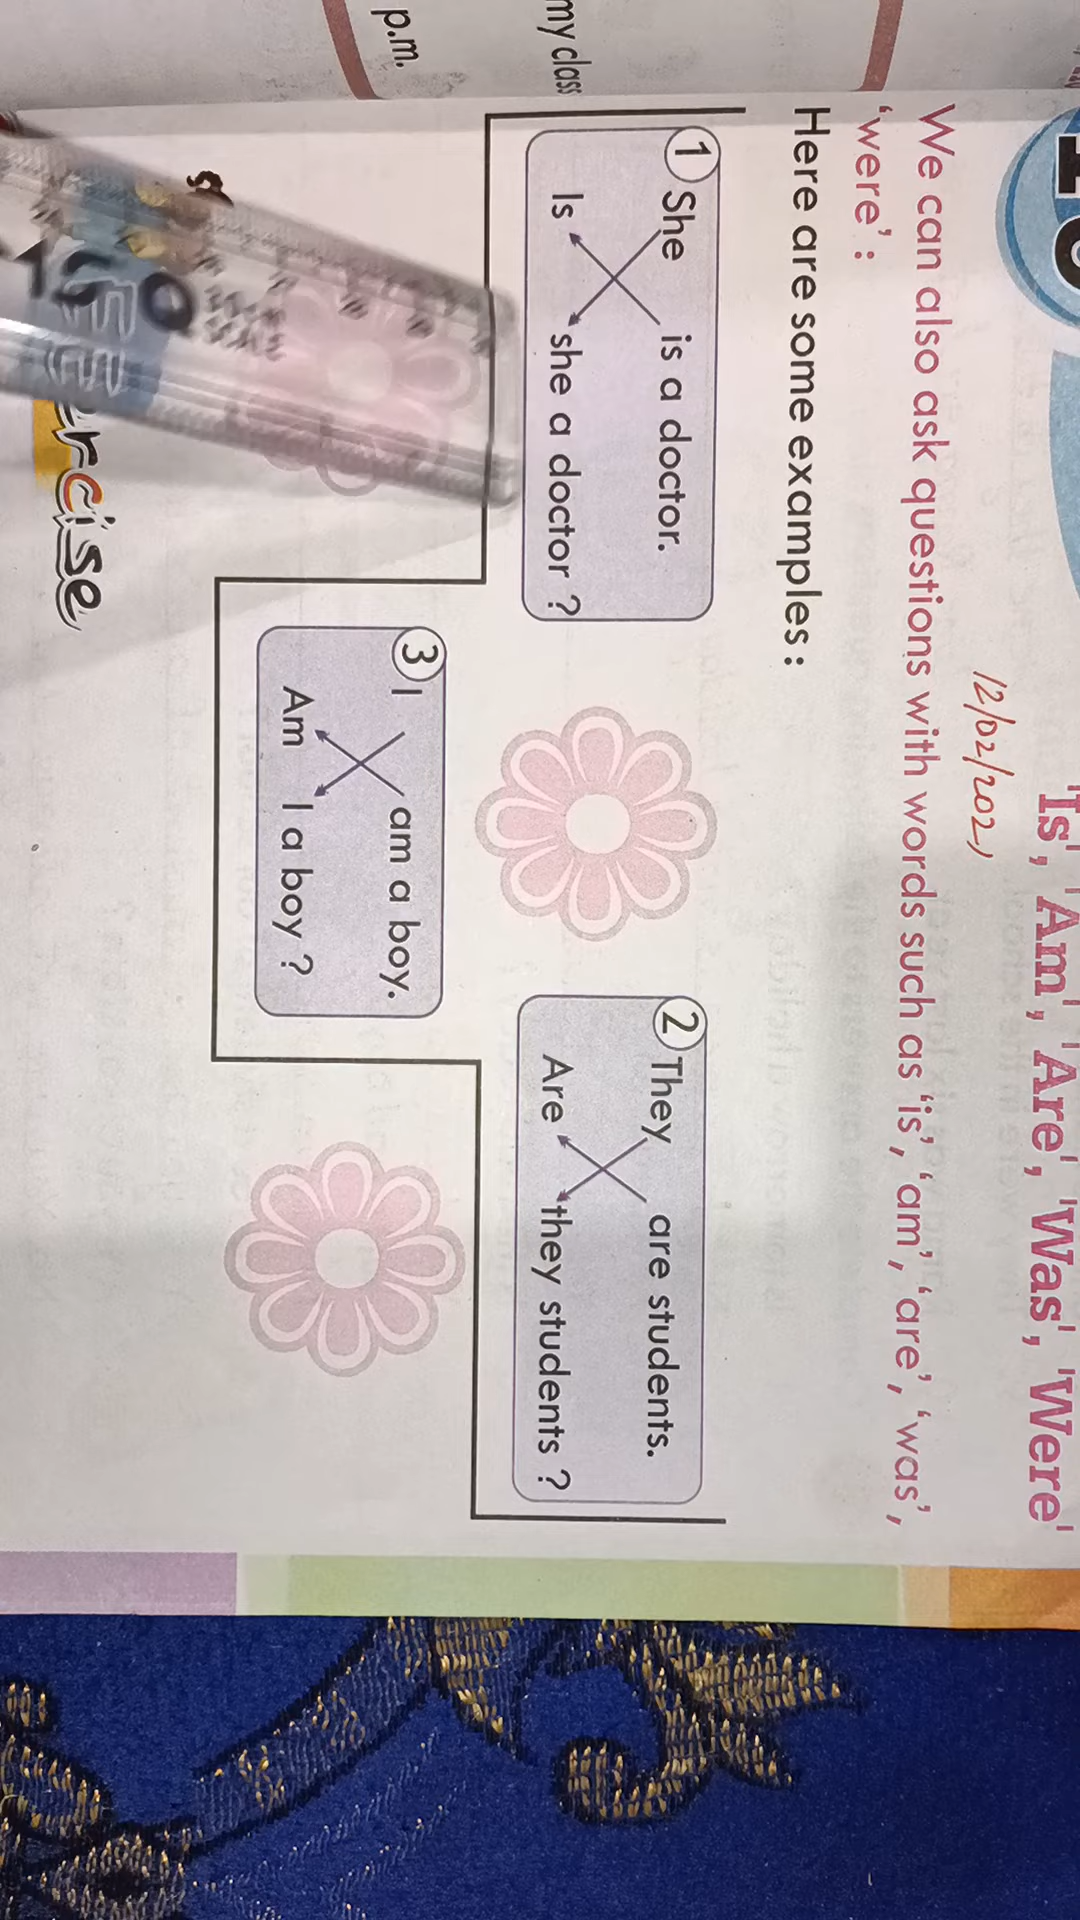 'Is', 'Am', 'Are', 'Was', 'Were'
12/02/2021
We can also ask questions with words such as 'is', 'am', 'are', 'was',
'were' :
Here are some examples :
1 She is a doctor.
Is she a doctor ?
2 They are students.
Are they students ?
3 I am a boy.
Am I a boy ?
my class
p.m.